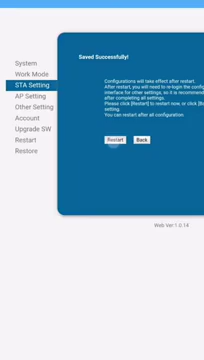 Saved Successfully!
System
Work Mode
STA Setting
AP Setting
Other Setting
Account
Upgrade SW
Restart
Restore
Configurations will take effect after restart.
After restart, you will need to re-login the config
interface for other settings, so it is recommend
after completing all settings.
Please click [Restart] to restart now, or click [B
setting.
You can restart after all configuration
Restart
Back
Web Ver:1.0.14